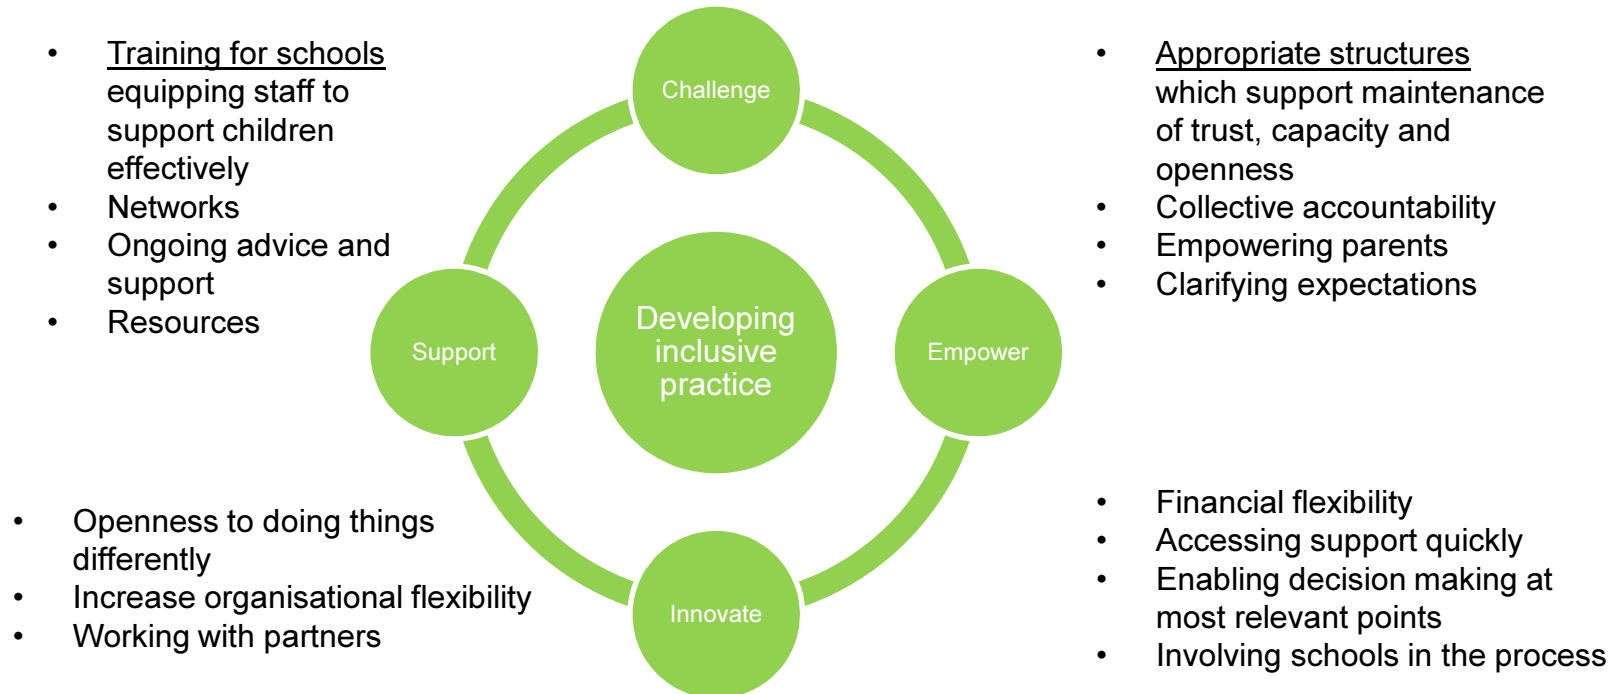 • Training for schools
equipping staff to
support children
effectively
• Networks
• Ongoing advice and
support
• Resources
Challenge
• Appropriate structures
which support maintenance
of trust, capacity and
openness
• Collective accountability
• Empowering parents
• Clarifying expectations
Support
Developing
inclusive
practice
Empower
• Openness to doing things
differently
• Increase organisational flexibility
• Working with partners
Innovate
• Financial flexibility
• Accessing support quickly
• Enabling decision making at
most relevant points
• Involving schools in the process